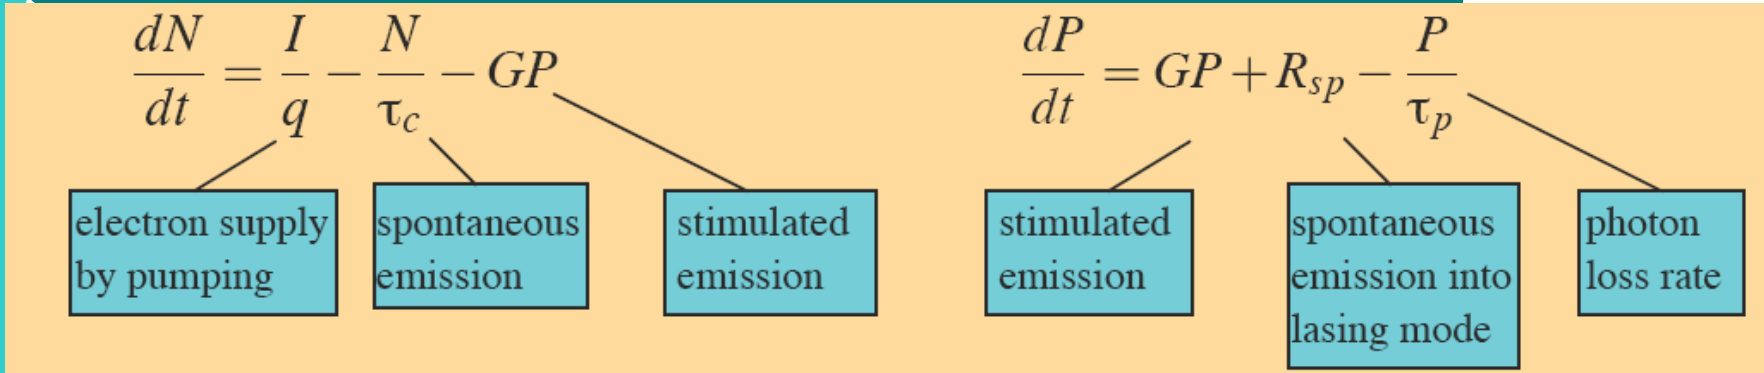 dN/dt = I/q − N/τc − GP
dP/dt = GP + Rsp − P/τp
electron supply
by pumping
spontaneous
emission
stimulated
emission
stimulated
emission
spontaneous
emission into
lasing mode
photon
loss rate